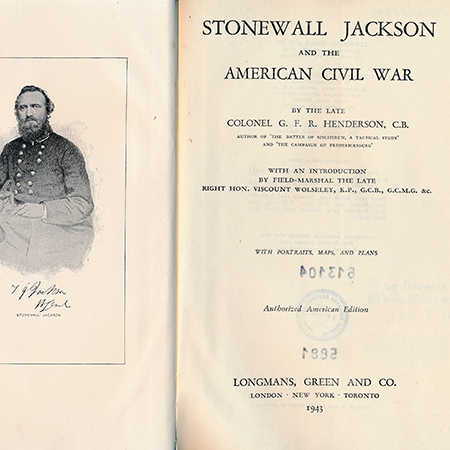 T. J. Jackson
STONEWALL JACKSON
STONEWALL JACKSON
AND THE
AMERICAN CIVIL WAR
BY THE LATE
COLONEL G. F. R. HENDERSON, C.B.
AUTHOR OF 'THE BATTLE OF SPICHEREN, A TACTICAL STUDY'
AND 'THE CAMPAIGN OF FREDERICKSBURG'
WITH AN INTRODUCTION
BY FIELD-MARSHAL THE LATE
RIGHT HON. VISCOUNT WOLSELEY, K.P., G.C.B., G.C.M.G. &c.
WITH PORTRAITS, MAPS, AND PLANS
Authorized American Edition
LONGMANS, GREEN AND CO.
LONDON · NEW YORK · TORONTO
1943